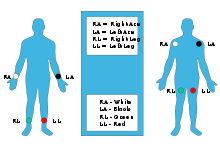 RA = Right Arm
LA = Left Arm
RL = Right Leg
LL = Left Leg
RA
LA
RA
LA
RA - White
LA - Black
RL - Green
LL - Red
RL
LL
RL
LL